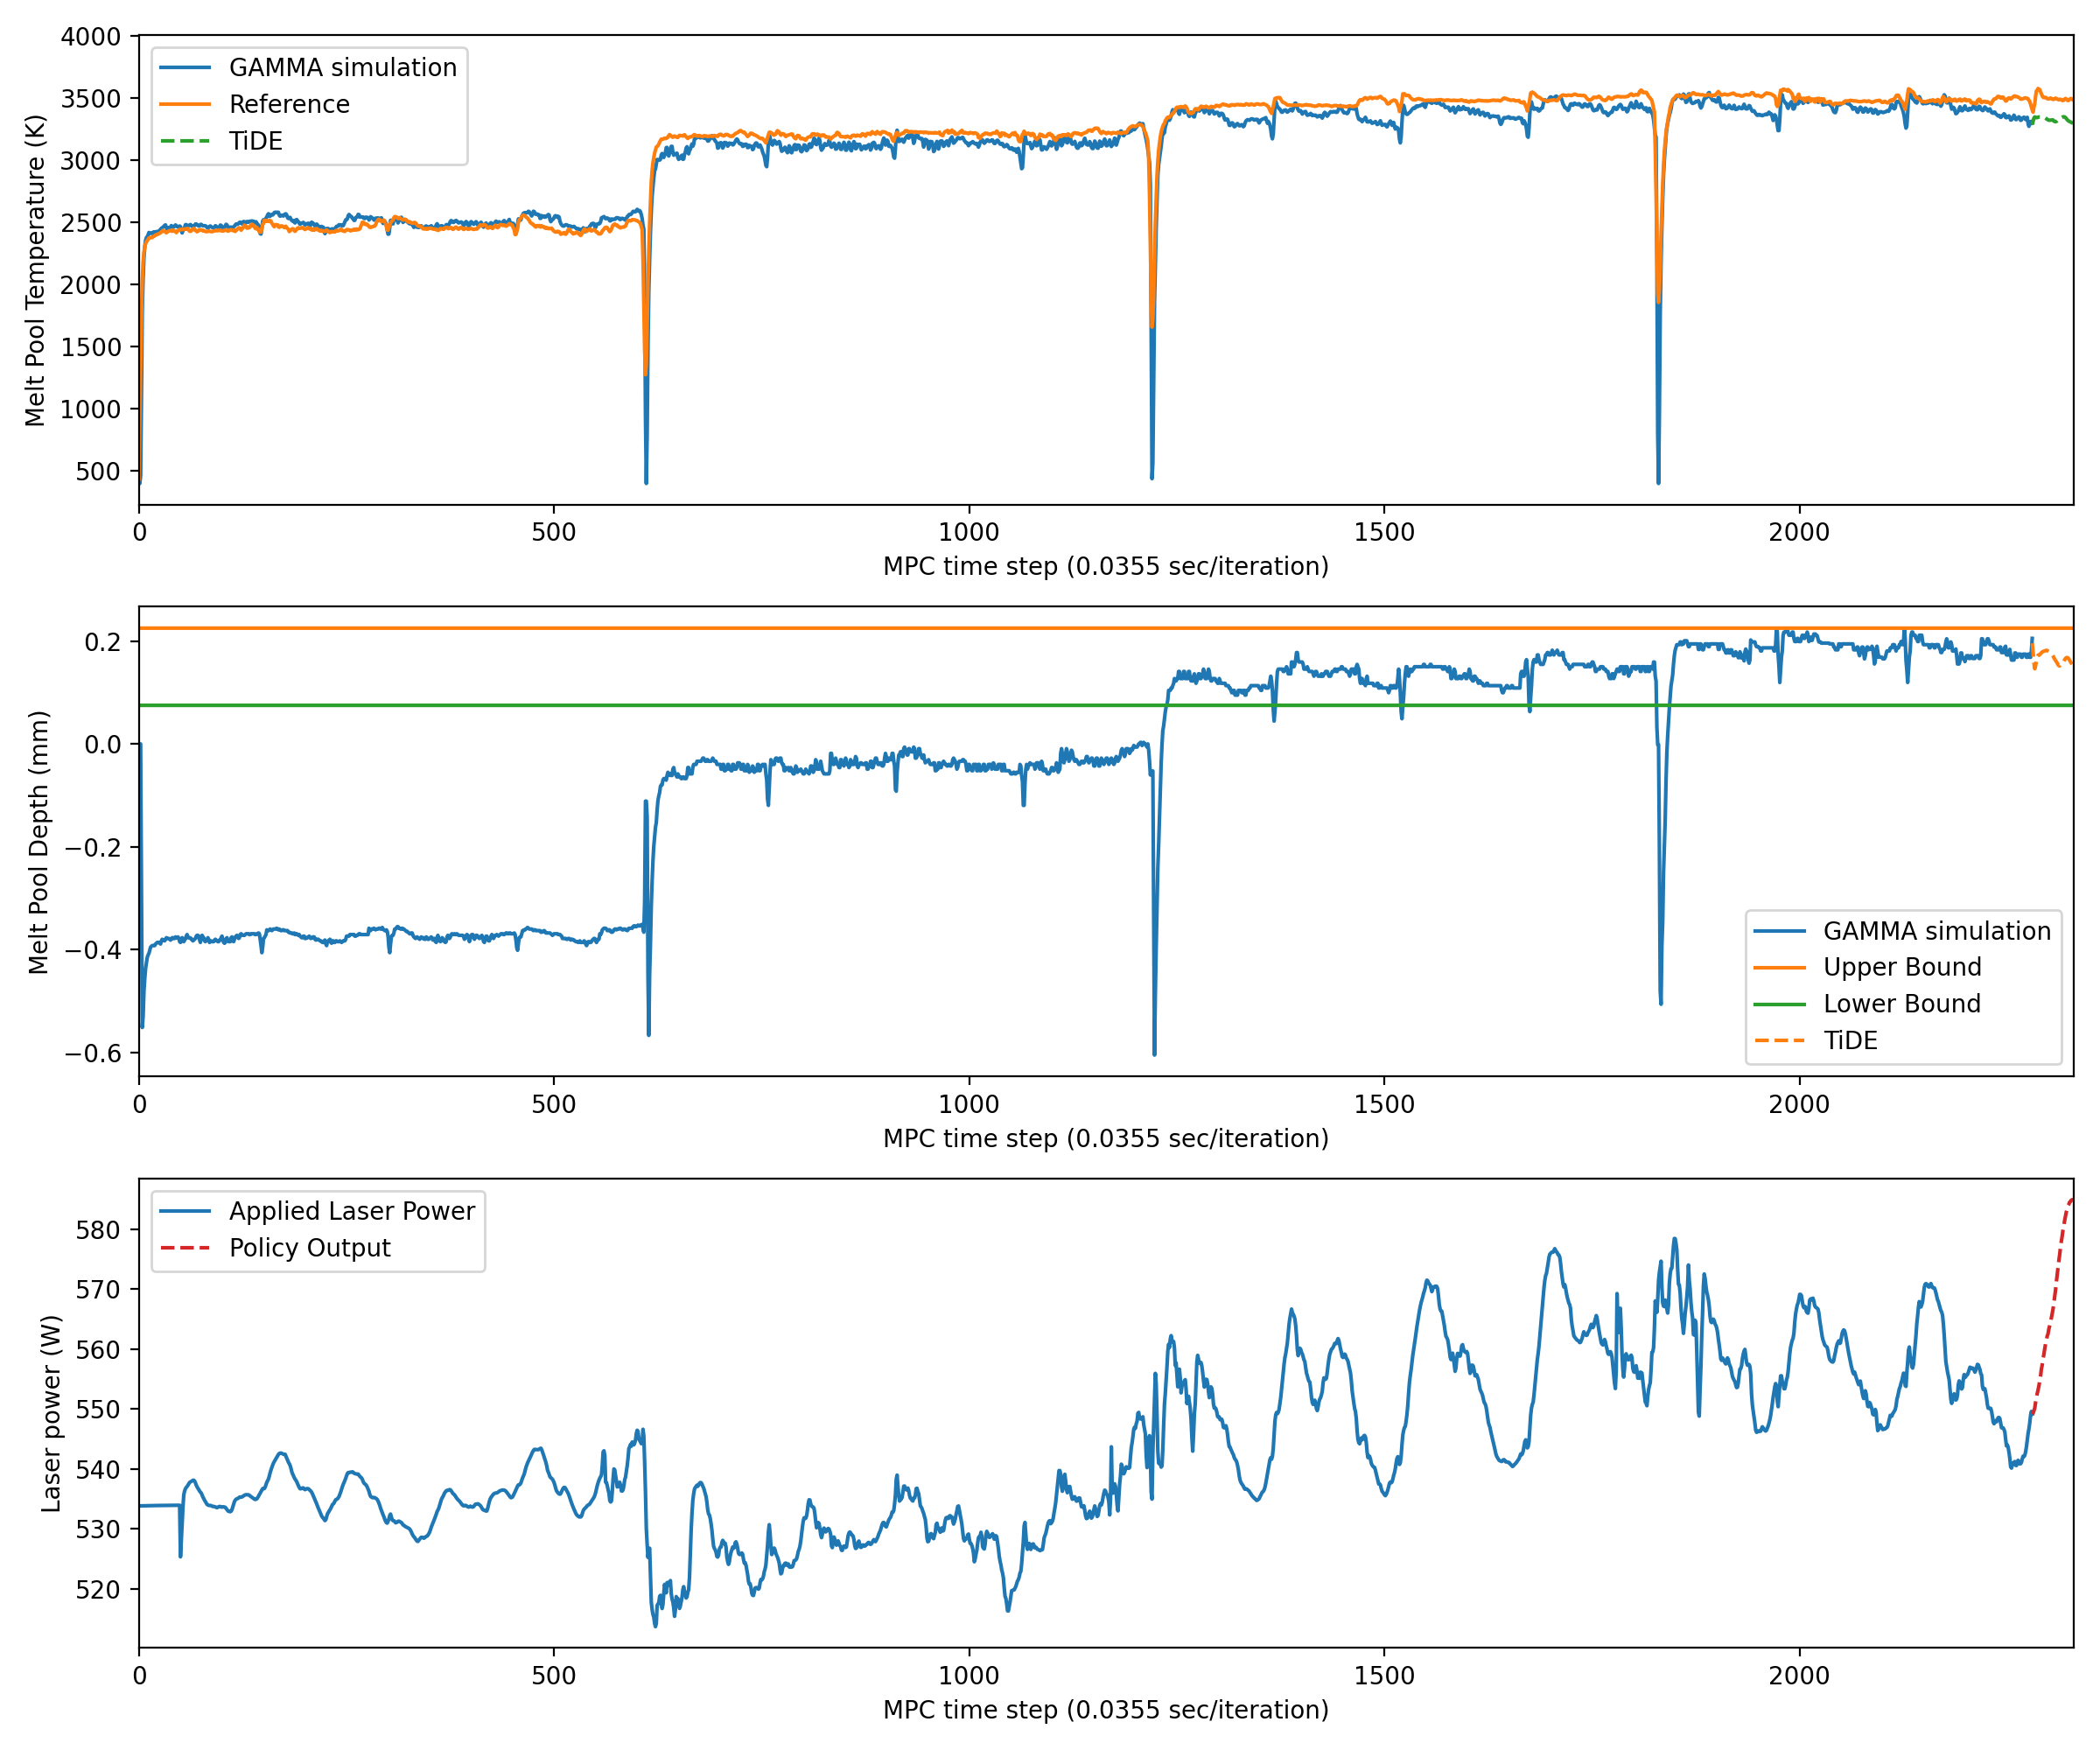 4000
3500
3000
2500
2000
1500
1000
500
Melt Pool Temperature (K)
GAMMA simulation
Reference
TiDE
0
500
1000
1500
2000
MPC time step (0.0355 sec/iteration)
0.2
0.0
−0.2
−0.4
−0.6
Melt Pool Depth (mm)
GAMMA simulation
Upper Bound
Lower Bound
TiDE
0
500
1000
1500
2000
MPC time step (0.0355 sec/iteration)
580
570
560
550
540
530
520
Laser power (W)
Applied Laser Power
Policy Output
0
500
1000
1500
2000
MPC time step (0.0355 sec/iteration)